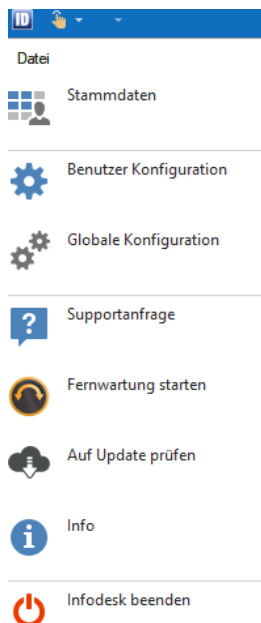 ID
Datei
Stammdaten
Benutzer Konfiguration
Globale Konfiguration
Supportanfrage
Fernwartung starten
Auf Update prüfen
Info
Infodesk beenden